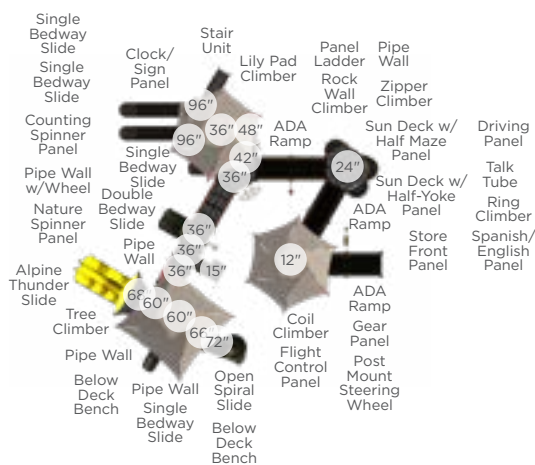 Single
Bedway
Slide
Single
Bedway
Slide
Counting
Spinner
Panel
Pipe Wall
w/Wheel
Nature
Spinner
Panel
Alpine
Thunder
Slide
Tree
Climber
Pipe Wall
Below
Deck
Bench
Clock/
Sign
Panel
Stair
Unit
Lily Pad
Climber
Panel
Ladder
Rock
Wall
Climber
Pipe
Wall
Zipper
Climber
ADA
Ramp
Sun Deck w/
Half Maze
Panel
Driving
Panel
Talk
Tube
Sun Deck w/
Half-Yoke
Panel
Ring
Climber
ADA
Ramp
Store
Front
Panel
Spanish/
English
Panel
ADA
Ramp
Gear
Panel
Post
Mount
Steering
Wheel
Coil
Climber
Flight
Control
Panel
Single
Bedway
Slide
Double
Bedway
Slide
Pipe
Wall
Pipe Wall
Single
Bedway
Slide
Open
Spiral
Slide
Below
Deck
Bench
96"
36"
48"
96"
42"
36"
24"
36"
36"
36"
15"
12"
68"
60"
60"
66"
72"